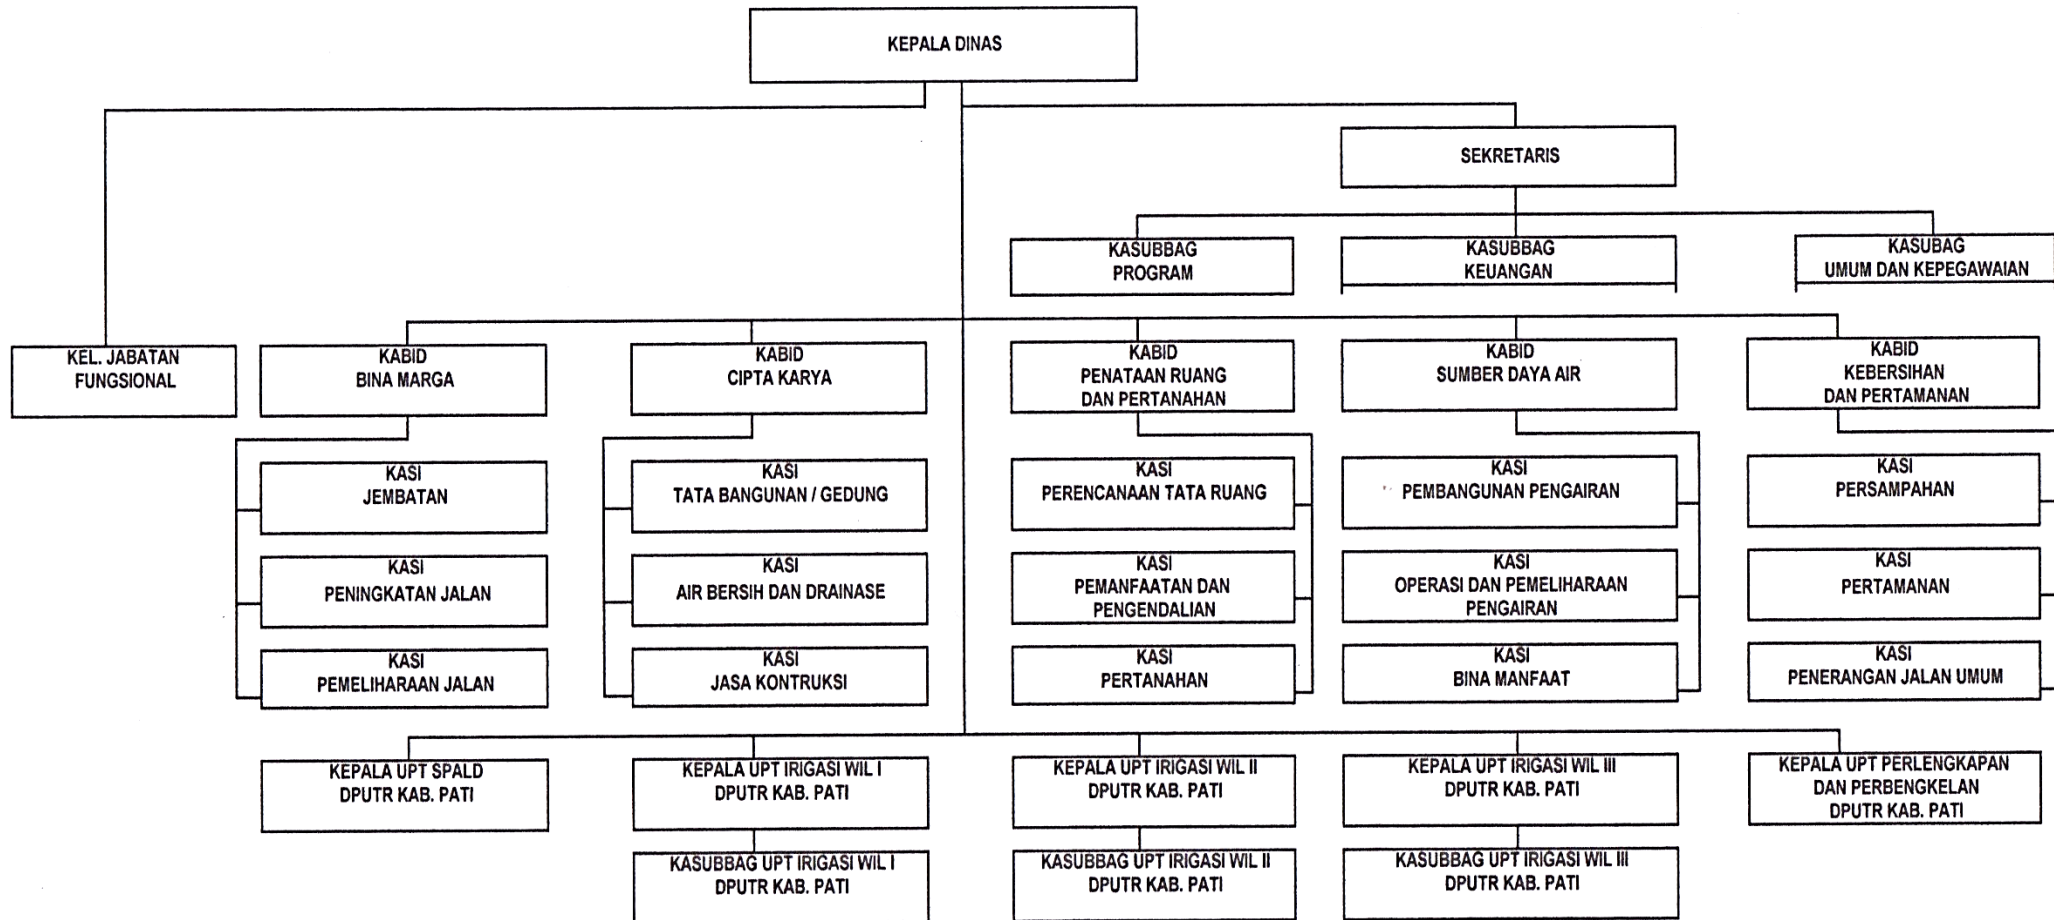 KEPALA DINAS
SEKRETARIS
KASUBBAG
PROGRAM
KASUBBAG
KEUANGAN
KASUBAG
UMUM DAN KEPEGAWAIAN
KEL. JABATAN
FUNGSIONAL
KABID
BINA MARGA
KABID
CIPTA KARYA
KABID
PENATAAN RUANG
DAN PERTANAHAN
KABID
SUMBER DAYA AIR
KABID
KEBERSIHAN
DAN PERTAMANAN
KASI
JEMBATAN
KASI
TATA BANGUNAN / GEDUNG
KASI
PERENCANAAN TATA RUANG
KASI
PEMBANGUNAN PENGAIRAN
KASI
PERSAMPAHAN
KASI
PENINGKATAN JALAN
KASI
AIR BERSIH DAN DRAINASE
KASI
PEMANFAATAN DAN
PENGENDALIAN
KASI
OPERASI DAN PEMELIHARAAN
PENGAIRAN
KASI
PERTAMANAN
KASI
PEMELIHARAAN JALAN
KASI
JASA KONTRUKSI
KASI
PERTANAHAN
KASI
BINA MANFAAT
KASI
PENERANGAN JALAN UMUM
KEPALA UPT SPALD
DPUTR KAB. PATI
KEPALA UPT IRIGASI WIL I
DPUTR KAB. PATI
KEPALA UPT IRIGASI WIL II
DPUTR KAB. PATI
KEPALA UPT IRIGASI WIL III
DPUTR KAB. PATI
KEPALA UPT PERLENGKAPAN
DAN PERBENGKELAN
DPUTR KAB. PATI
KASUBBAG UPT IRIGASI WIL I
DPUTR KAB. PATI
KASUBBAG UPT IRIGASI WIL II
DPUTR KAB. PATI
KASUBBAG UPT IRIGASI WIL III
DPUTR KAB. PATI